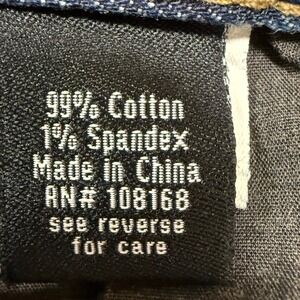 99% Cotton
1% Spandex
Made in China
RN# 108168
see reverse
for care